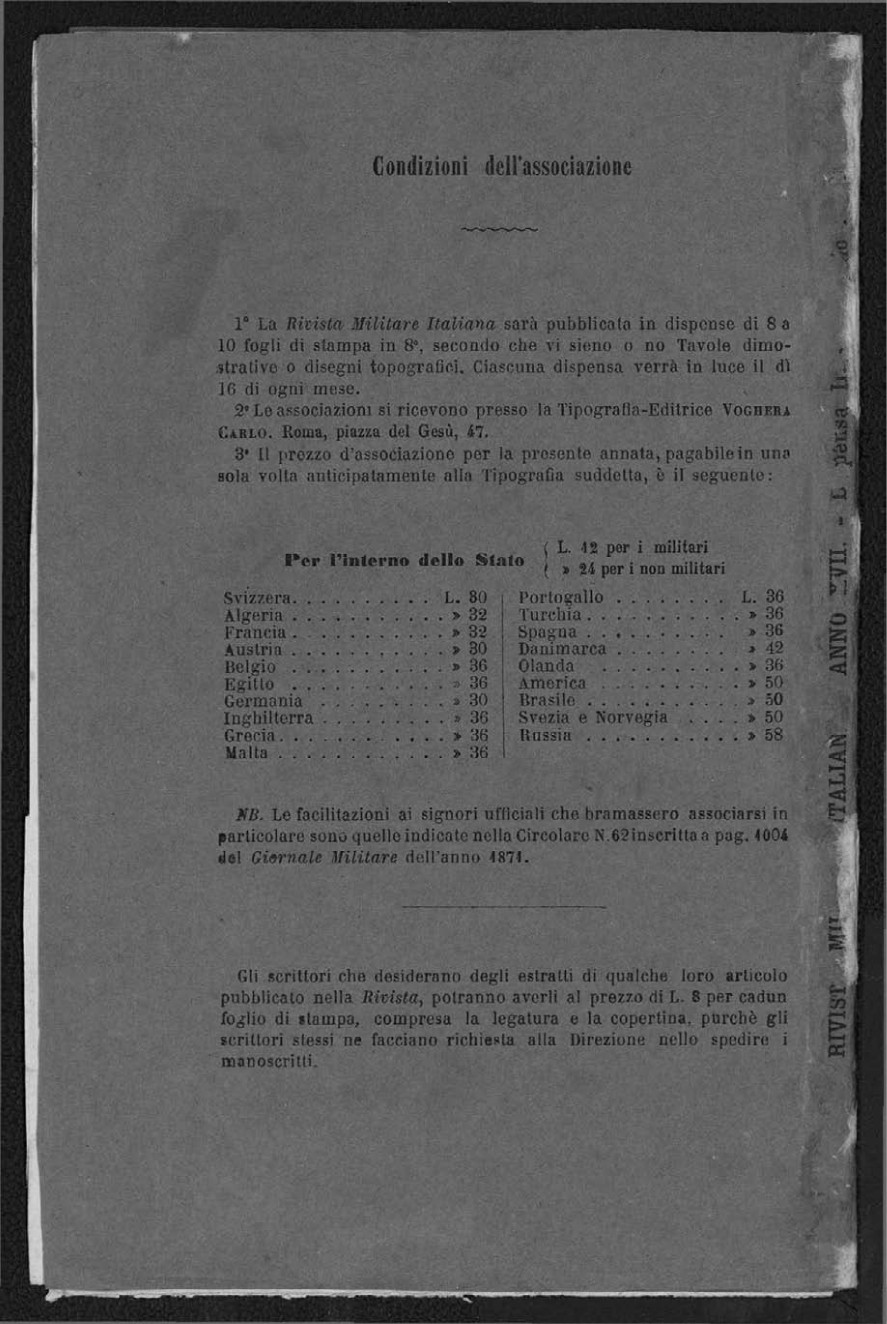 Condizioni dell'associazione
1° La Rivista Militare Italiana sarà pubblicata in dispense di 8 a
10 fogli di stampa in 8°, secondo che vi sieno o no Tavole dimo-
strative o disegni topografici. Ciascuna dispensa verrà in luce il dì
16 di ogni mese.
2° Le associazioni si ricevono presso la Tipografia-Editrice VOGHERA
CARLO. Roma, piazza del Gesù, 47.
3° Il prezzo d'associazione per la presente annata, pagabile in una
sola volta anticipatamente alla Tipografia suddetta, è il seguente:
Per l'interno dello Stato { L. 12 per i militari
» 24 per i non militari
Svizzera. . . . . . . . . . L. 80
Algeria . . . . . . . . . . . » 32
Francia . . . . . . . . . . . » 32
Austria . . . . . . . . . . . » 30
Belgio . . . . . . . . . . . » 36
Egitto . . . . . . . . . . . » 36
Germania . . . . . . . . . » 30
Inghilterra . . . . . . . . . » 36
Grecia. . . . . . . . . . . . » 36
Malta . . . . . . . . . . . . » 36
Portogallo . . . . . . . . L. 36
Turchia . . . . . . . . . . . » 36
Spagna . . . . . . . . . . » 36
Danimarca . . . . . . . . » 42
Olanda . . . . . . . . . . » 36
America . . . . . . . . . . » 50
Brasile . . . . . . . . . . . » 50
Svezia e Norvegia . . . . » 50
Russia . . . . . . . . . . . » 58
NB. Le facilitazioni ai signori ufficiali che bramassero associarsi in
particolare sono quelle indicate nella Circolare N. 62 inscritta a pag. 1004
del Giornale Militare dell'anno 1871.
Gli scrittori che desiderano degli estratti di qualche loro articolo
pubblicato nella Rivista, potranno averli al prezzo di L. 8 per cadun
foglio di stampa, compresa la legatura e la copertina, purchè gli
scrittori stessi ne facciano richiesta alla Direzione nello spedire i
manoscritti.
RIVIST MIL ITALIAN ANNO XVII. -